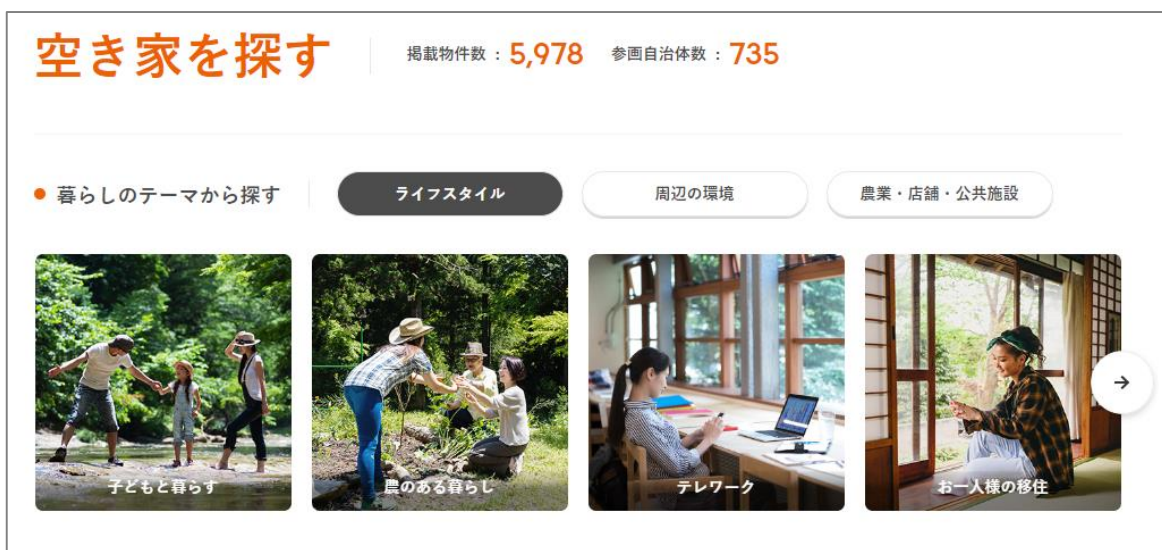 空き家を探す
掲載物件数 : 5,978 参画自治体数 : 735
暮らしのテーマから探す
ライフスタイル
周辺の環境
農業・店舗・公共施設
子どもと暮らす
農のある暮らし
テレワーク
お一人様の移住